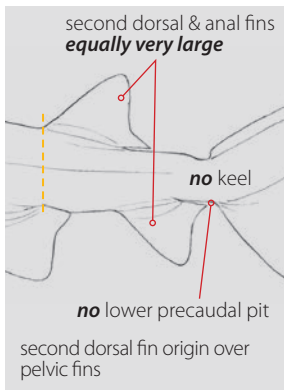 second dorsal & anal fins
equally very large
no keel
no lower precaudal pit
second dorsal fin origin over
pelvic fins